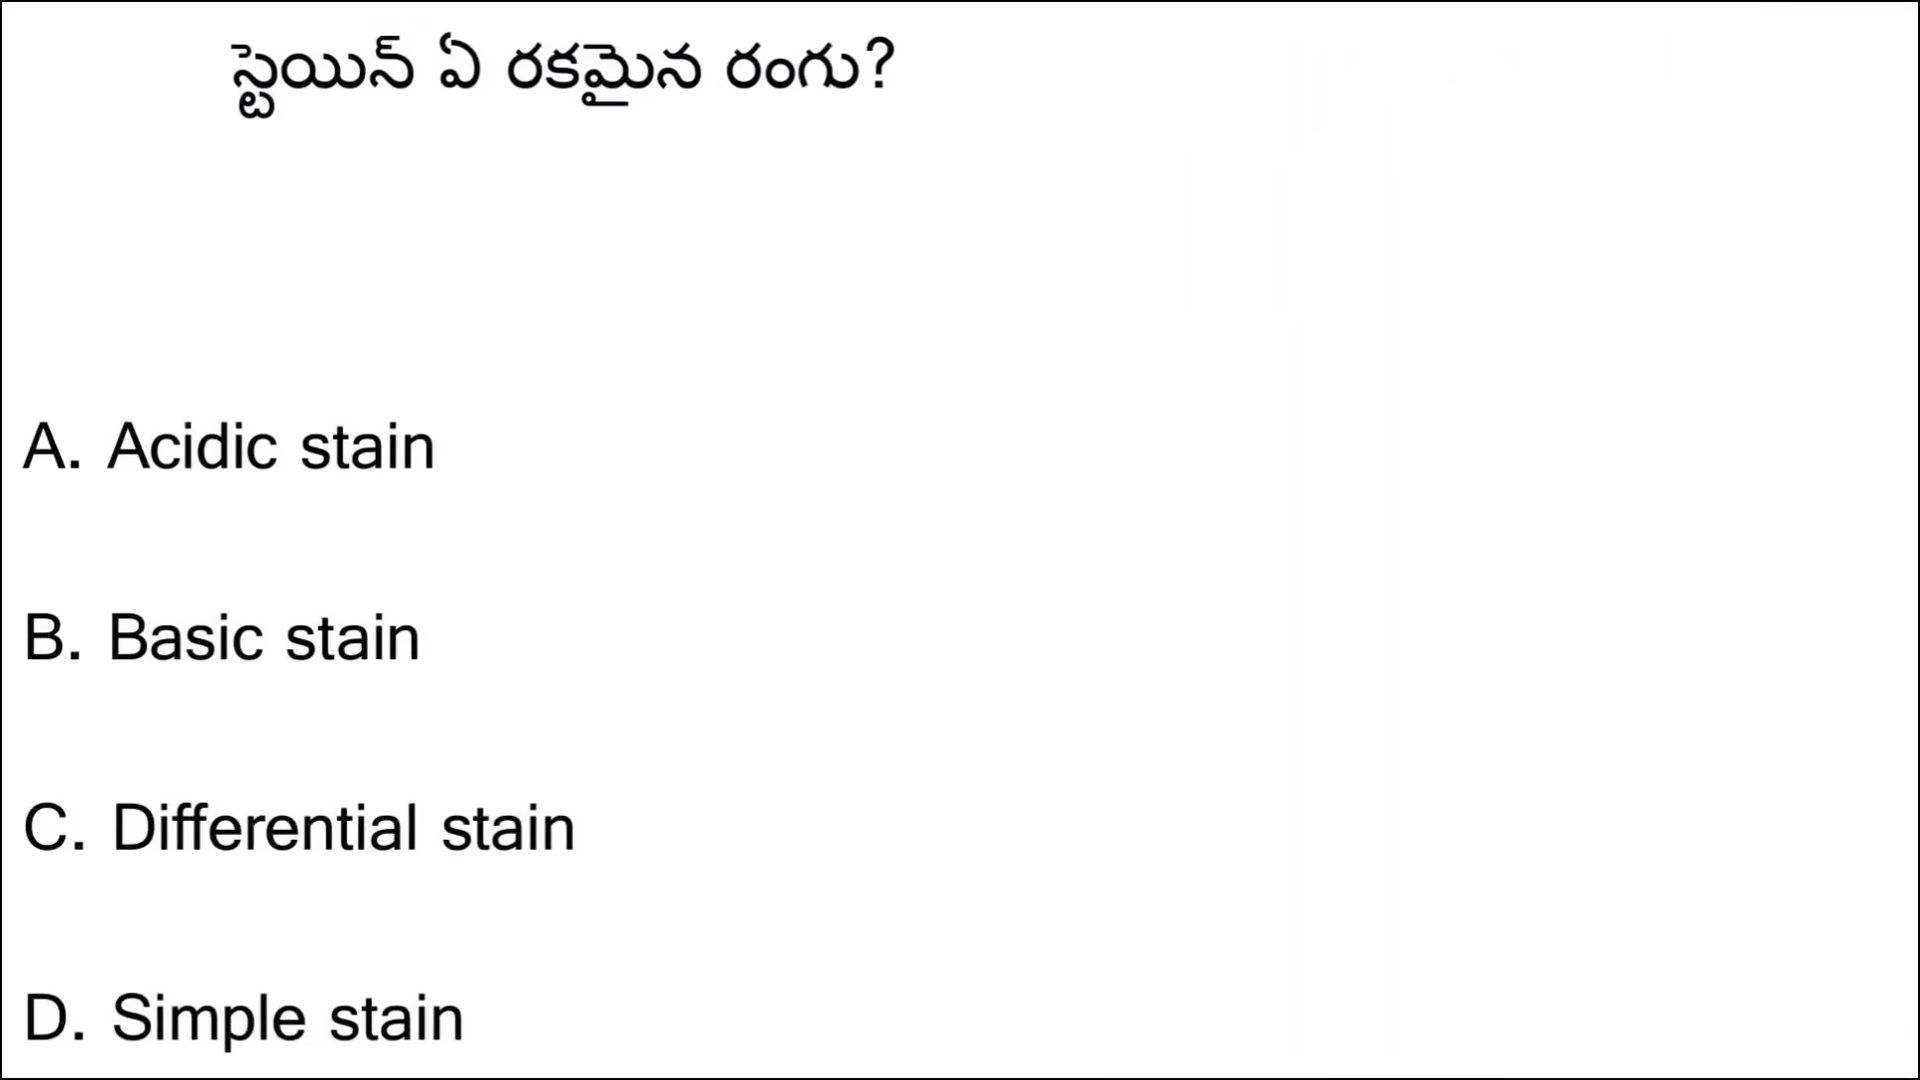 స్టెయిన్ ఏ రకమైన రంగు?
A. Acidic stain
B. Basic stain
C. Differential stain
D. Simple stain